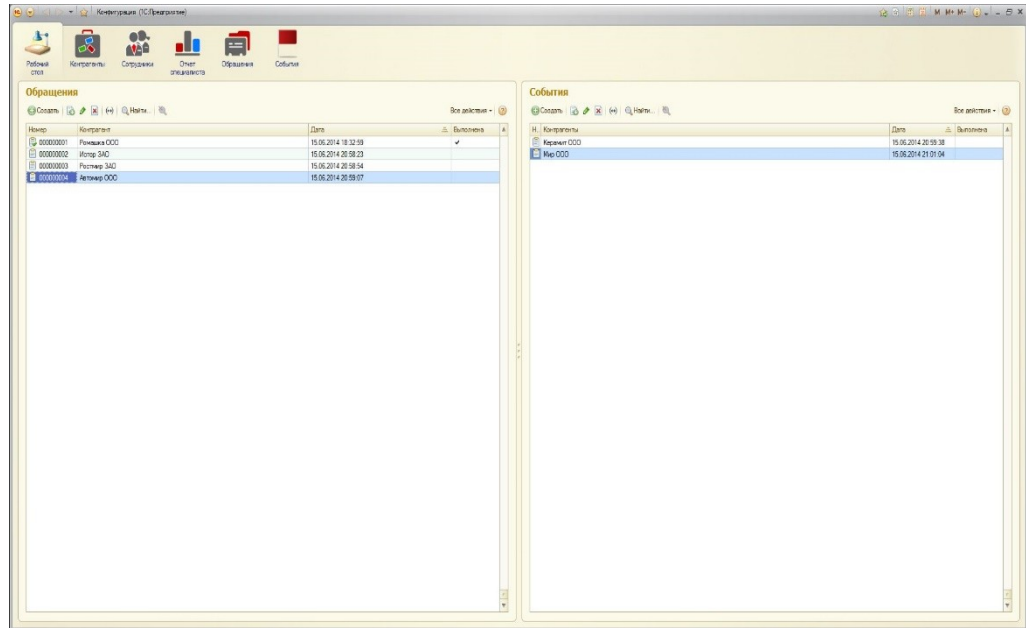 Конфигурация (1С:Предприятие)
M M+ M-
Рабочий стол
Контрагенты
Сотрудники
Отчет специалиста
Обращения
События
Обращения
Создать Найти... Все действия
Номер Контрагент Дата Выполнена
000000001 Ромашка ООО 15.06.2014 18:32:59
000000002 Истор ЗАО 15.06.2014 20:58:23
000000003 Ростмир ЗАО 15.06.2014 20:58:54
000000004 Автомир ООО 15.06.2014 20:59:07
События
Создать Найти... Все действия
Н. Контрагенты Дата Выполнена
Керамит ООО 15.06.2014 20:59:38
Мир ООО 15.06.2014 21:01:04